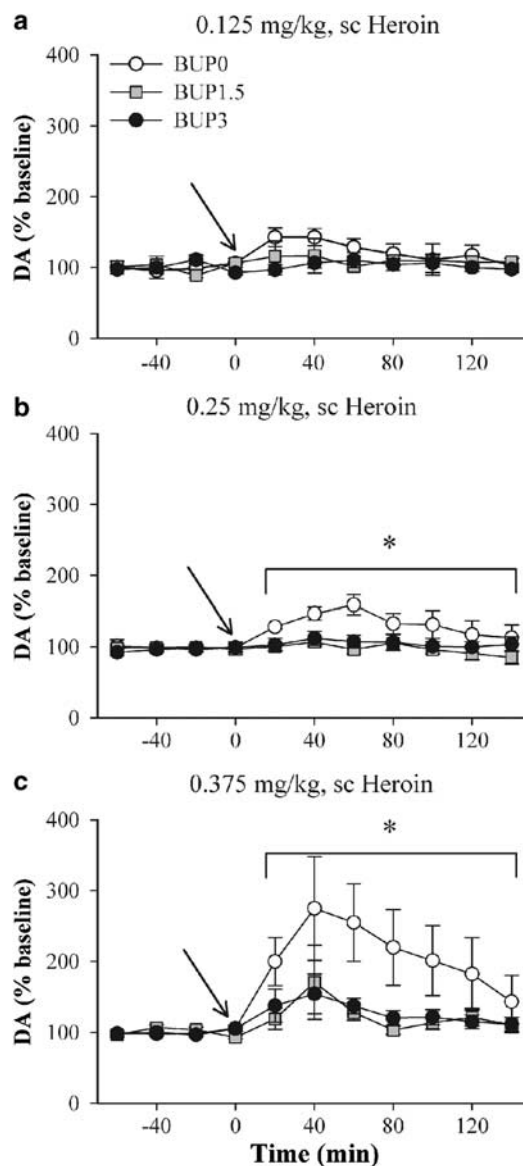 a
0.125 mg/kg, sc Heroin
BUP0
BUP1.5
BUP3
DA (% baseline)
400
300
200
100
0
-40 0 40 80 120
b
0.25 mg/kg, sc Heroin
*
DA (% baseline)
400
300
200
100
0
-40 0 40 80 120
c
0.375 mg/kg, sc Heroin
*
DA (% baseline)
400
300
200
100
0
-40 0 40 80 120
Time (min)